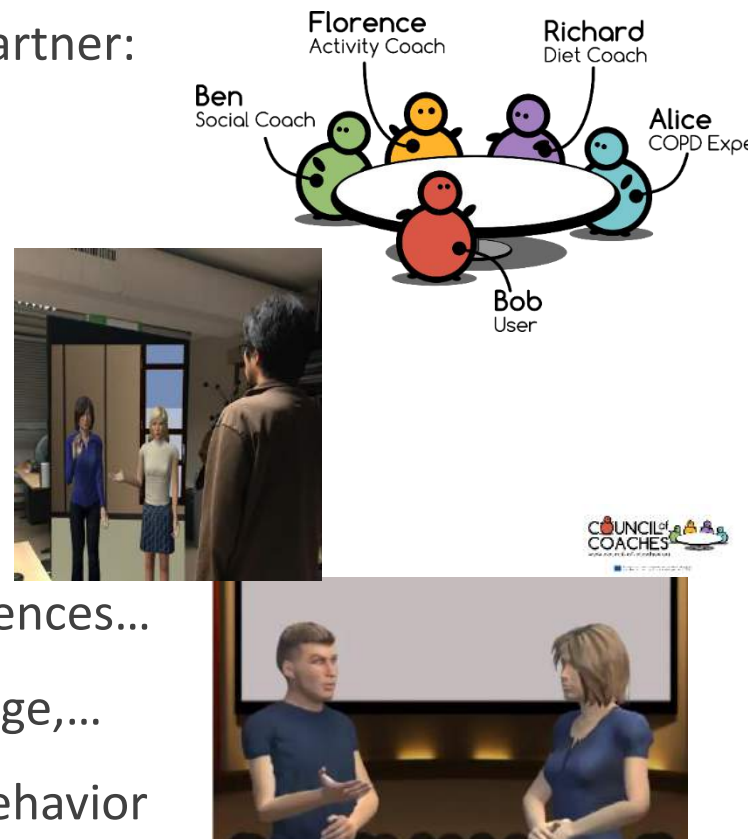 artner:
Florence
Activity Coach
Richard
Diet Coach
Ben
Social Coach
Alice
COPD Expe
Bob
User
COUNCIL of
COACHES
ences...
ge,...
ehavior